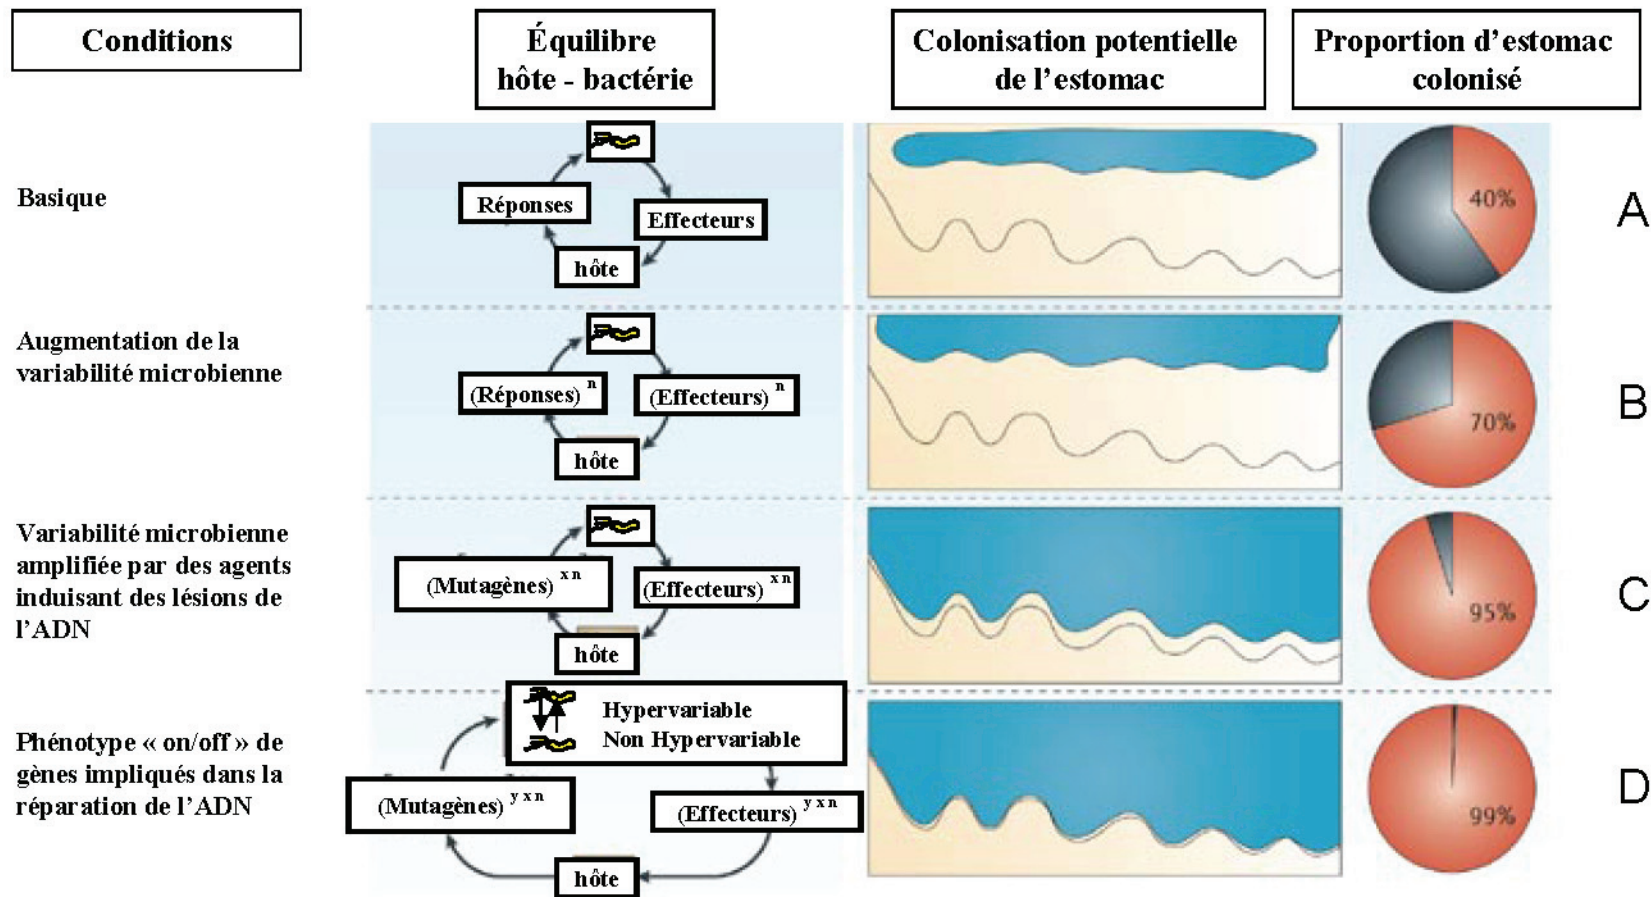 Conditions
Équilibre
hôte - bactérie
Colonisation potentielle
de l’estomac
Proportion d’estomac
colonisé
Basique
Réponses
Effecteurs
hôte
40%
A
Augmentation de la
variabilité microbienne
(Réponses) n
(Effecteurs) n
hôte
70%
B
Variabilité microbienne
amplifiée par des agents
induisant des lésions de
l’ADN
(Mutagènes) x n
(Effecteurs) x n
hôte
95%
C
Phénotype « on/off » de
gènes impliqués dans la
réparation de l’ADN
Hypervariable
Non Hypervariable
(Mutagènes) y x n
(Effecteurs) y x n
hôte
99%
D